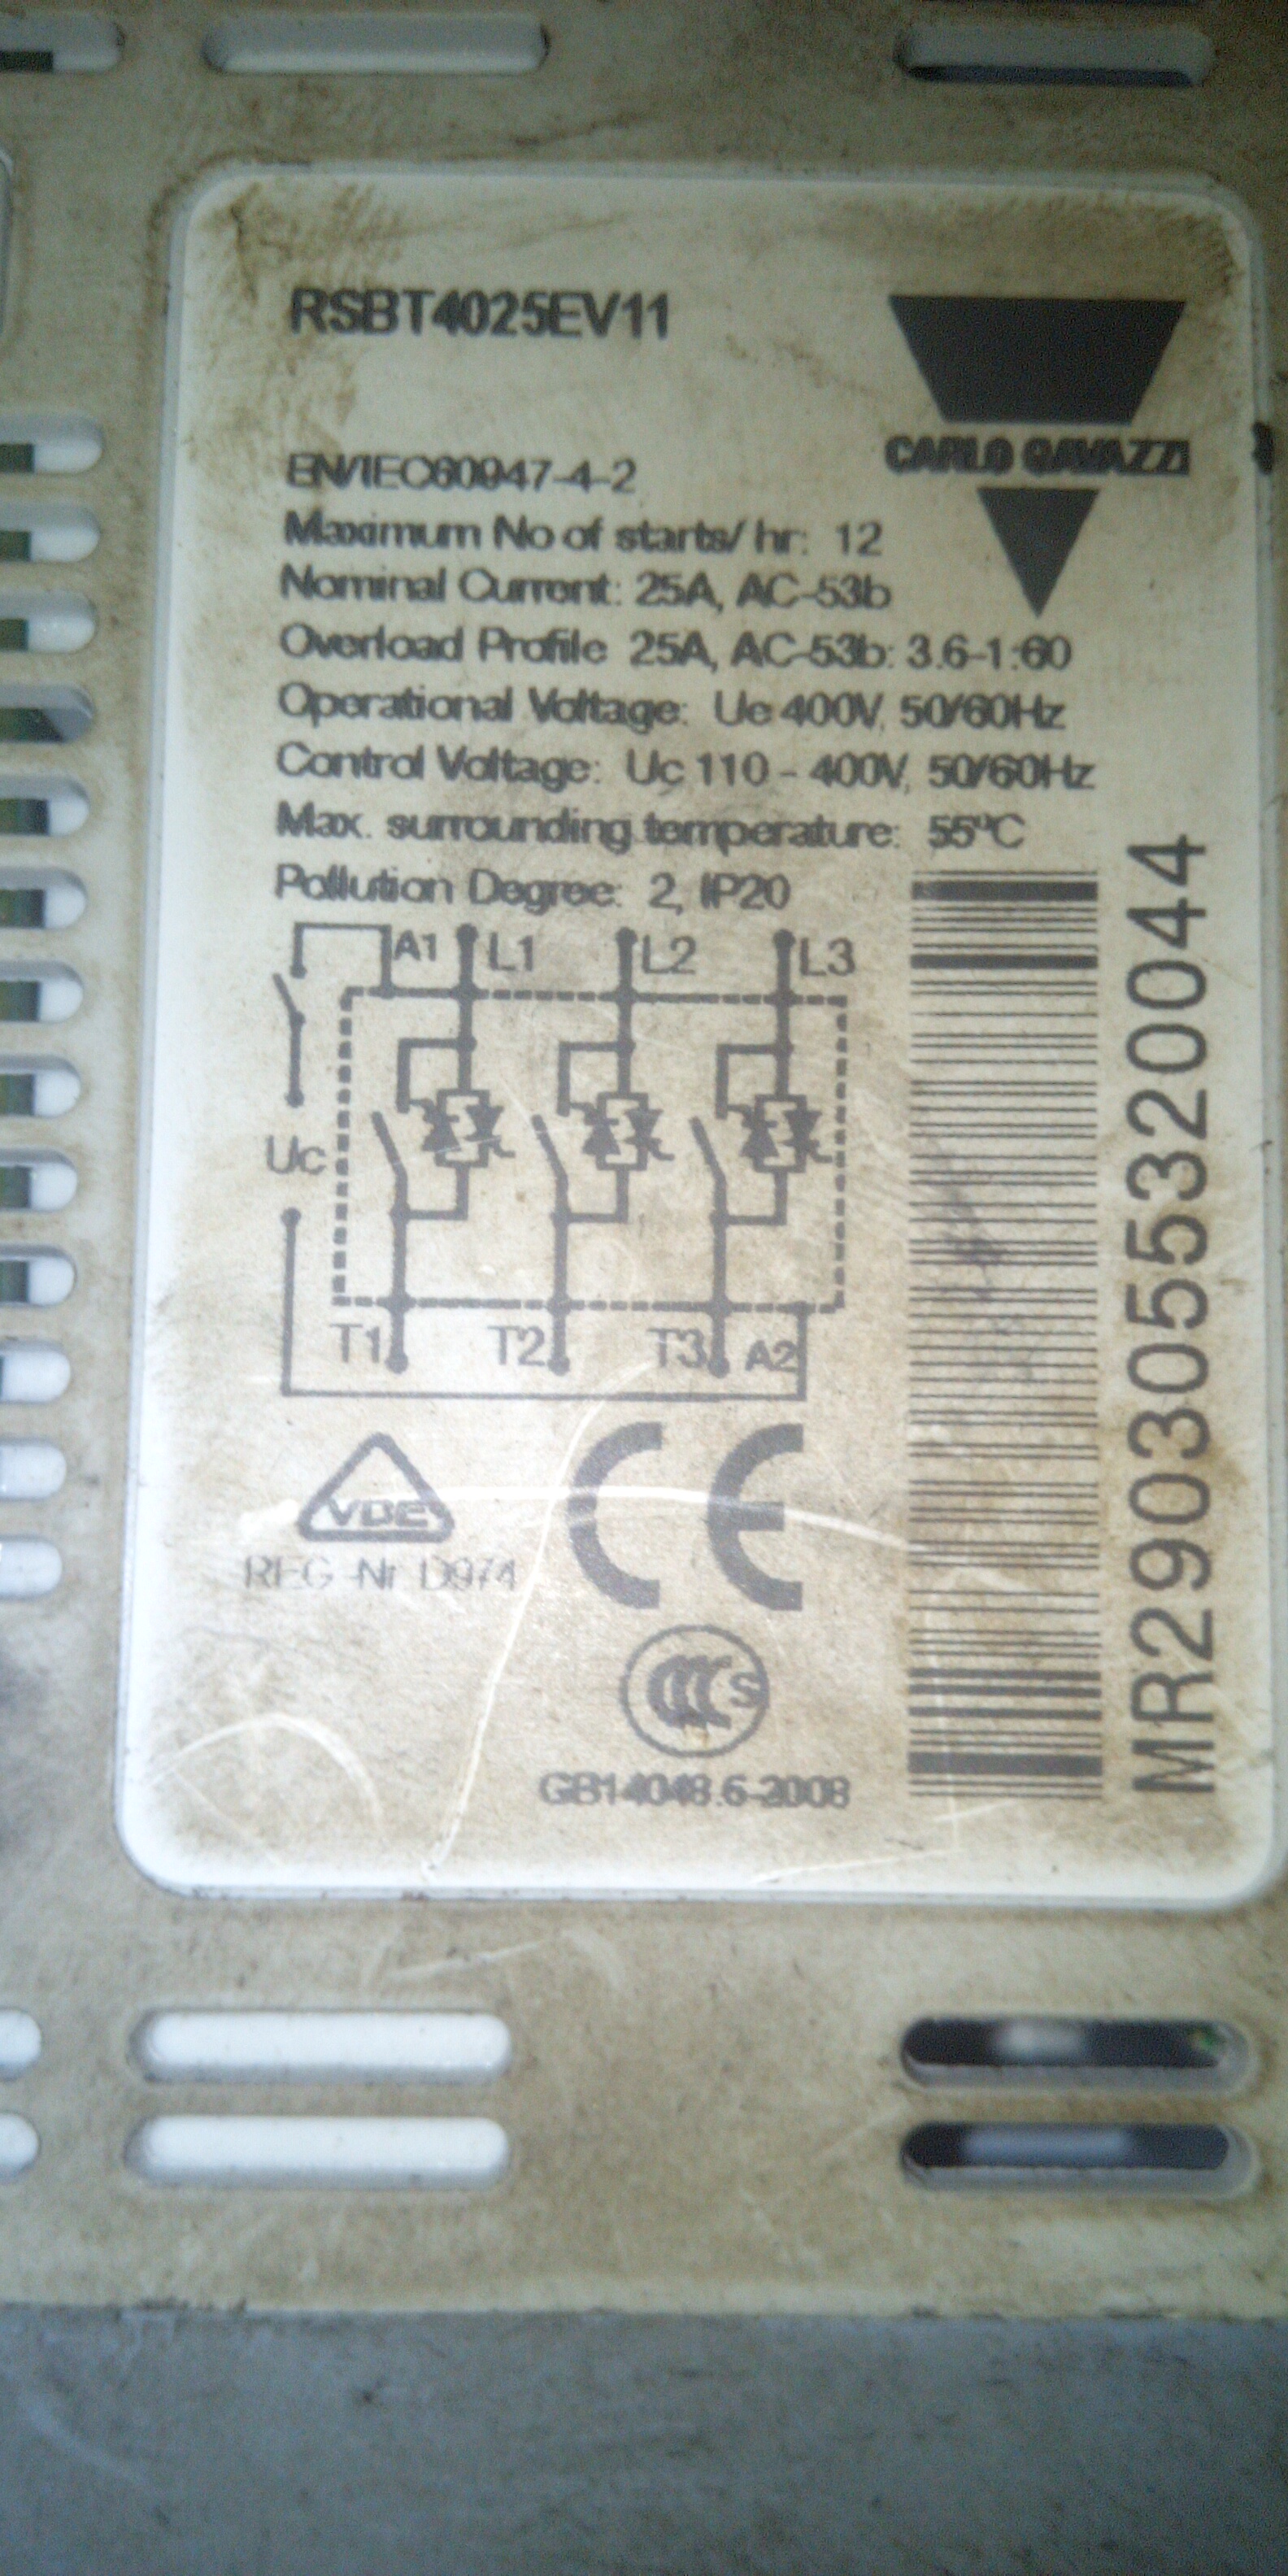 RSBT4025EV11
CARLO GAVAZZI
EN/IEC60947-4-2
Maximum No of starts/ hr: 12
Nominal Current: 25A, AC-53b
Overload Profile 25A, AC-53b: 3.6-1:60
Operational Voltage: Ue 400V, 50/60Hz
Control Voltage: Uc 110 - 400V, 50/60Hz
Max. surrounding temperature: 55°C
Pollution Degree: 2, IP20
A1 L1 L2 L3
Uc
T1 T2 T3 A2
VDE
REG.-Nr. D974
CE
CCC S
GB14048.6-2008
MR2903055320044